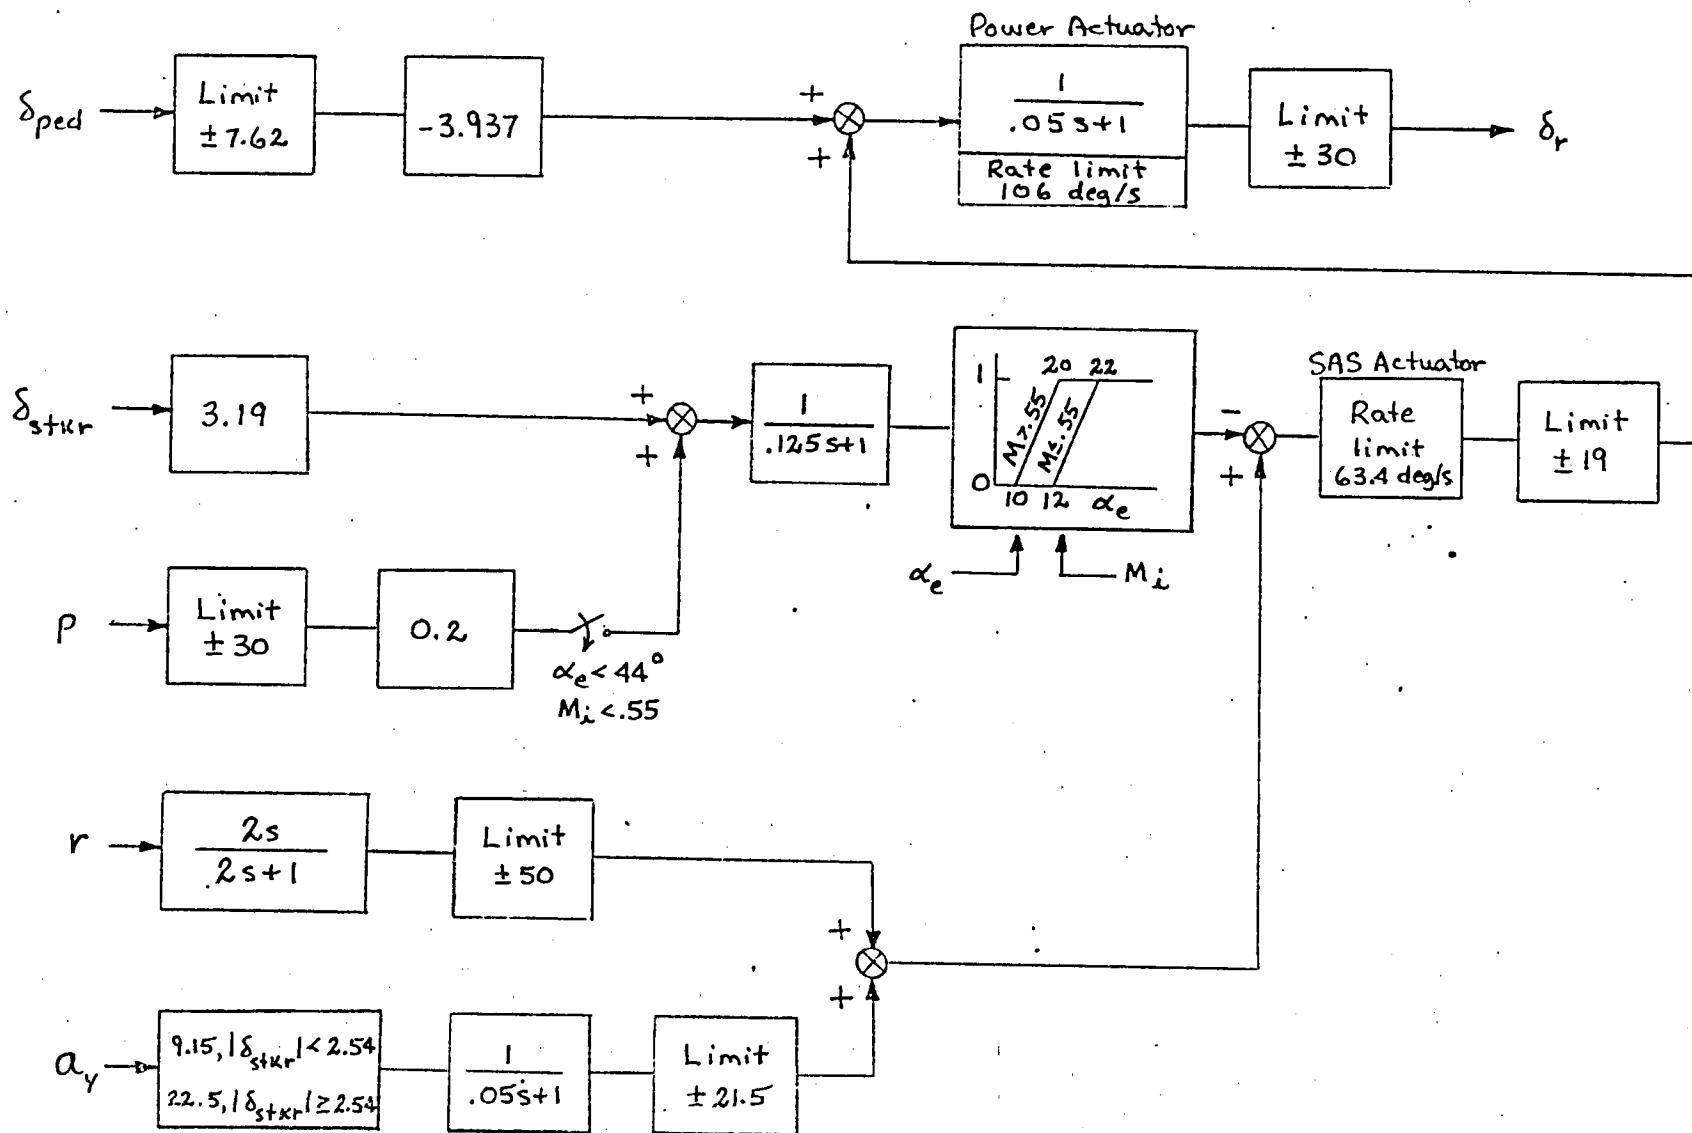 Power Actuator
δped
Limit
± 7.62
-3.937
+
+
1
.05s+1
Rate limit
106 deg/s
Limit
± 30
δr
δstkr
3.19
+
+
1
.125s+1
1
0
20 22
M>.55
M≤.55
10 12 αe
αe
Mi
-
+
SAS Actuator
Rate
limit
63.4 deg/s
Limit
± 19
p
Limit
± 30
0.2
αe < 44°
Mi < .55
r
2s
2s+1
Limit
± 50
+
+
ay
9.15, |δstkr| < 2.54
22.5, |δstkr| ≥ 2.54
1
.05s+1
Limit
± 21.5